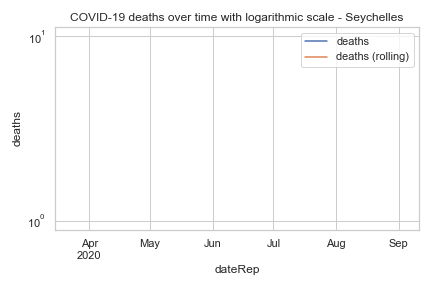 COVID-19 deaths over time with logarithmic scale - Seychelles
10¹
deaths
deaths (rolling)
deaths
10⁰
Apr May Jun Jul Aug Sep
2020
dateRep